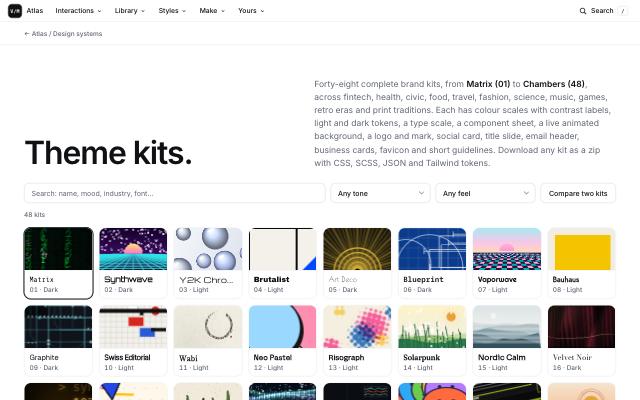 V/M Atlas Interactions Library Styles Make Yours Search /
← Atlas / Design systems
Theme kits.
Forty-eight complete brand kits, from Matrix (01) to Chambers (48),
across fintech, health, civic, food, travel, fashion, science, music, games,
retro eras and print traditions. Each has colour scales with contrast labels,
light and dark tokens, a type scale, a component sheet, a live animated
background, a logo and mark, social card, title slide, email header,
business cards, favicon and short guidelines. Download any kit as a zip
with CSS, SCSS, JSON and Tailwind tokens.
Search: name, mood, industry, font... Any tone Any feel Compare two kits
48 kits
Matrix Synthwave Y2K Chro... Brutalist Art Deco Blueprint Vaporwave Bauhaus
01 · Dark 02 · Dark 03 · Light 04 · Light 05 · Dark 06 · Dark 07 · Light 08 · Light
Graphite Swiss Editorial Wabi Neo Pastel Risograph Solarpunk Nordic Calm Velvet Noir
09 · Dark 10 · Light 11 · Light 12 · Light 13 · Light 14 · Light 15 · Light 16 · Dark